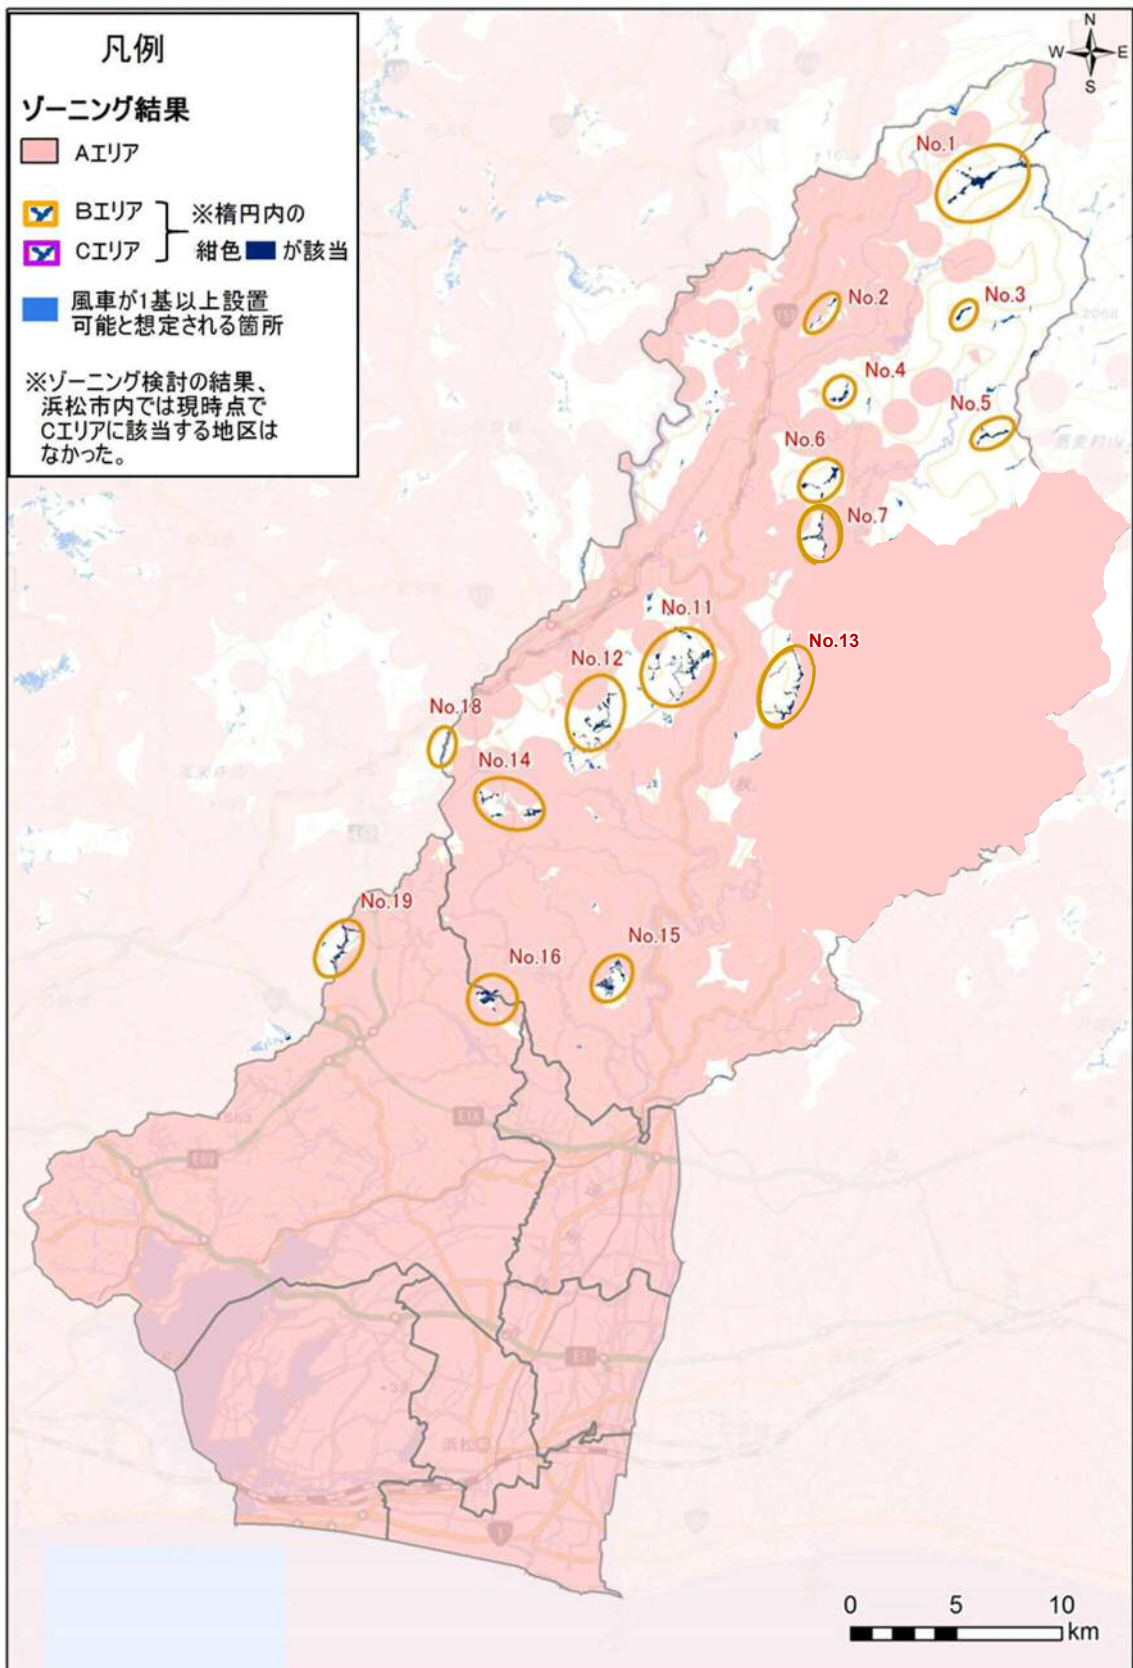 凡例
ゾーニング結果
Aエリア
Bエリア
Cエリア
※楕円内の
紺色 が該当
風車が1基以上設置
可能と想定される箇所
※ゾーニング検討の結果、
浜松市内では現時点で
Cエリアに該当する地区は
なかった。
N
W E
S
No.1
No.2
No.3
No.4
No.5
No.6
No.7
No.11
No.12
No.13
No.18
No.14
No.19
No.15
No.16
E1A
E69
E1
浜松
1
0 5 10
km